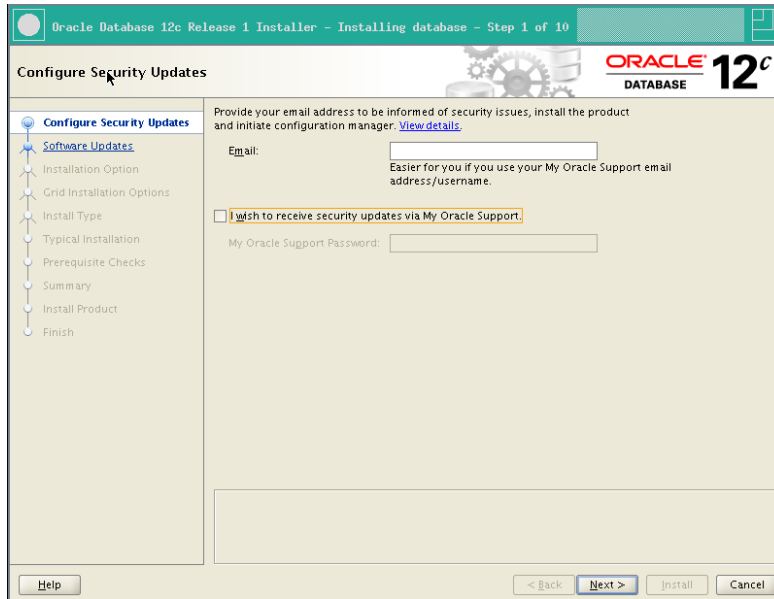 Oracle Database 12c Release 1 Installer - Installing database - Step 1 of 10
Configure Security Updates
ORACLE
DATABASE
12c
Configure Security Updates
Software Updates
Installation Option
Grid Installation Options
Install Type
Typical Installation
Prerequisite Checks
Summary
Install Product
Finish
Provide your email address to be informed of security issues, install the product
and initiate configuration manager. View details.
Email:
Easier for you if you use your My Oracle Support email
address/username.
I wish to receive security updates via My Oracle Support.
My Oracle Support Password:
Help
< Back
Next >
Install
Cancel